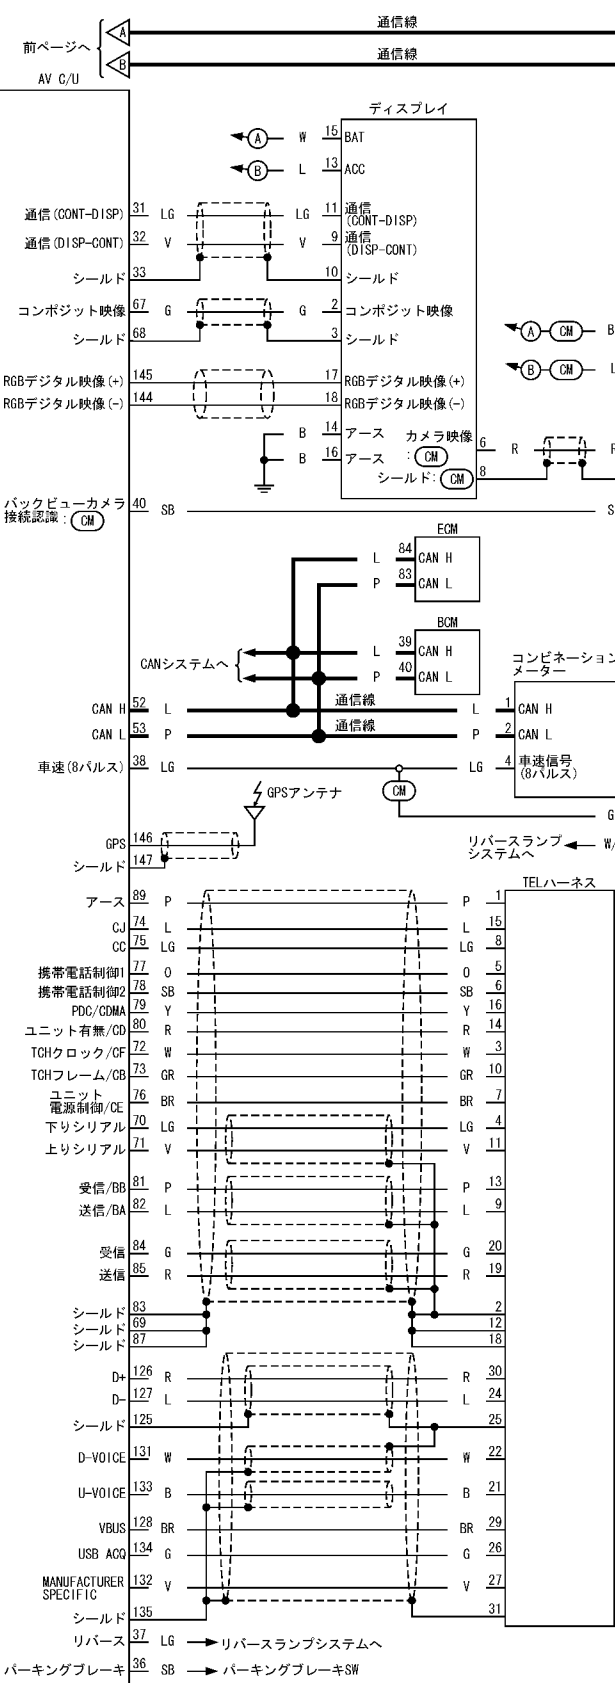 通信線
A
前ページへ
通信線
B
AV C/U
ディスプレイ
A W 15 BAT
B L 13 ACC
通信(CONT-DISP) 31 LG LG 11 通信(CONT-DISP)
通信(DISP-CONT) 32 V V 9 通信(DISP-CONT)
シールド 33 10 シールド
コンポジット映像 67 G G 2 コンポジット映像
シールド 68 3 シールド
A CM B
B CM L
RGBデジタル映像(+) 145 17 RGBデジタル映像(+)
RGBデジタル映像(-) 144 18 RGBデジタル映像(-)
B 14 アース
カメラ映像:CM 6 R R
B 16 アース
シールド:CM 8
バックビューカメラ
接続認識:CM 40 SB S
ECM
L 84 CAN H
P 83 CAN L
BCM
L 39 CAN H
CANシステムへ
P 40 CAN L
コンビネーション
メーター
CAN H 52 L 通信線 L 1 CAN H
CAN L 53 P 通信線 P 2 CAN L
車速(8パルス) 38 LG LG 4 車速信号
(8パルス)
CM
GPSアンテナ
G
GPS 146
シールド 147
リバースランプ
システムへ W/
TELハーネス
アース 89 P P 1
CJ 74 L L 15
CC 75 LG LG 8
携帯電話制御1 77 O O 5
携帯電話制御2 78 SB SB 6
PDC/CDMA 79 Y Y 16
ユニット有無/CD 80 R R 14
TCHクロック/CF 72 W W 3
TCHフレーム/CB 73 GR GR 10
ユニット
電源制御/CE 76 BR BR 7
下りシリアル 70 LG LG 4
上りシリアル 71 V V 11
受信/BB 81 P P 13
送信/BA 82 L L 9
受信 84 G G 20
送信 85 R R 19
シールド 83 2
シールド 69 12
シールド 87 18
D+ 126 R R 30
D- 127 L L 24
シールド 125 25
D-VOICE 131 W W 22
U-VOICE 133 B B 21
VBUS 128 BR BR 29
USB ACQ 134 G G 26
MANUFACTURER
SPECIFIC 132 V V 27
シールド 135 31
リバース 37 LG リバースランプシステムへ
パーキングブレーキ 36 SB パーキングブレーキSW